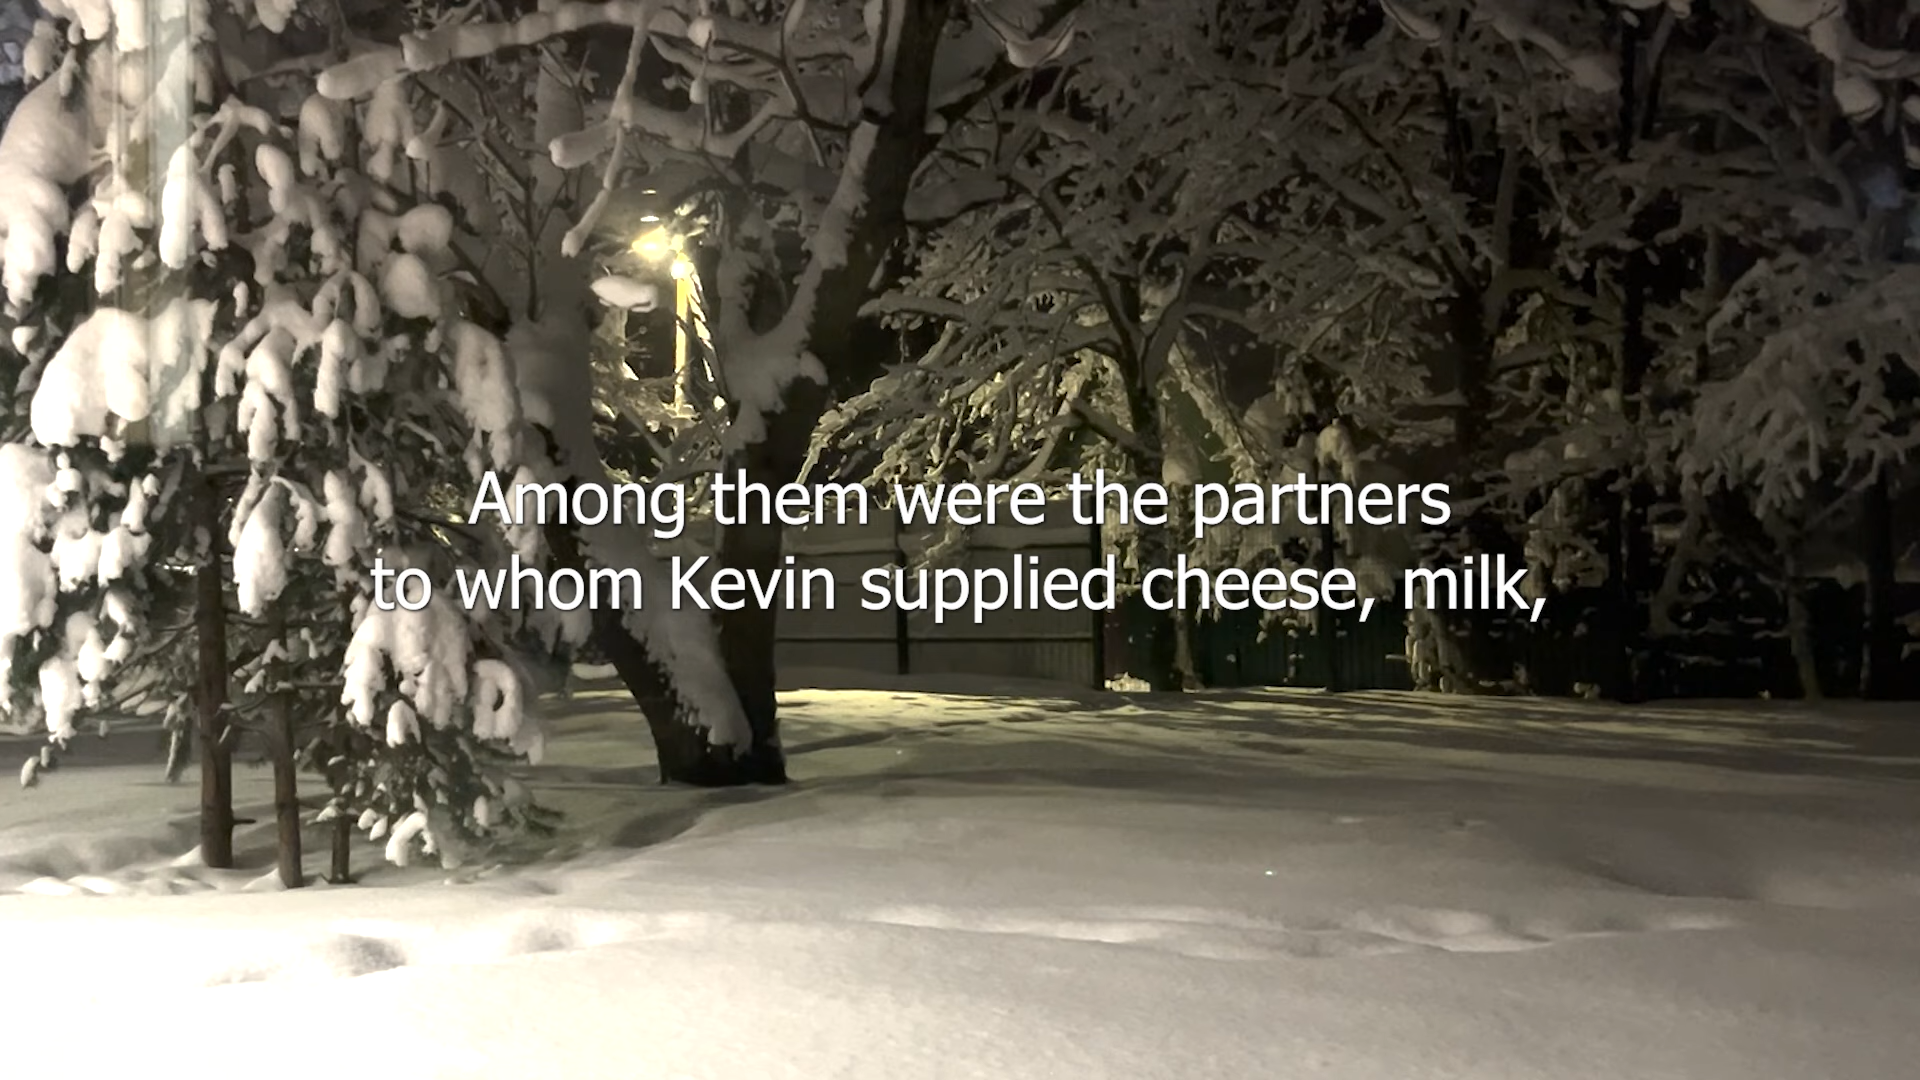 Among them were the partners
to whom Kevin supplied cheese, milk,